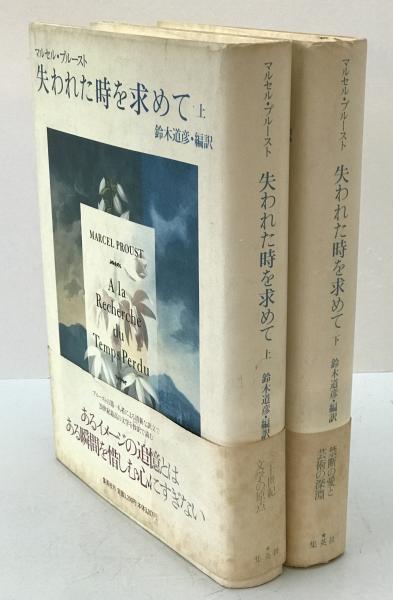 マルセル・プルースト
失われた時を求めて 上
鈴木道彦・編訳
MARCEL PROUST
A la
Recherche
du
Temps Perdu
あるイメージの追憶とは
ある瞬間を惜しむ心にすぎない
マルセル・プルースト
失われた時を求めて 上
鈴木道彦・編訳
二十世紀
文学の原点
集英社
マルセル・プルースト
失われた時を求めて 下
鈴木道彦・編訳
禁断の愛と
芸術の深淵
集英社